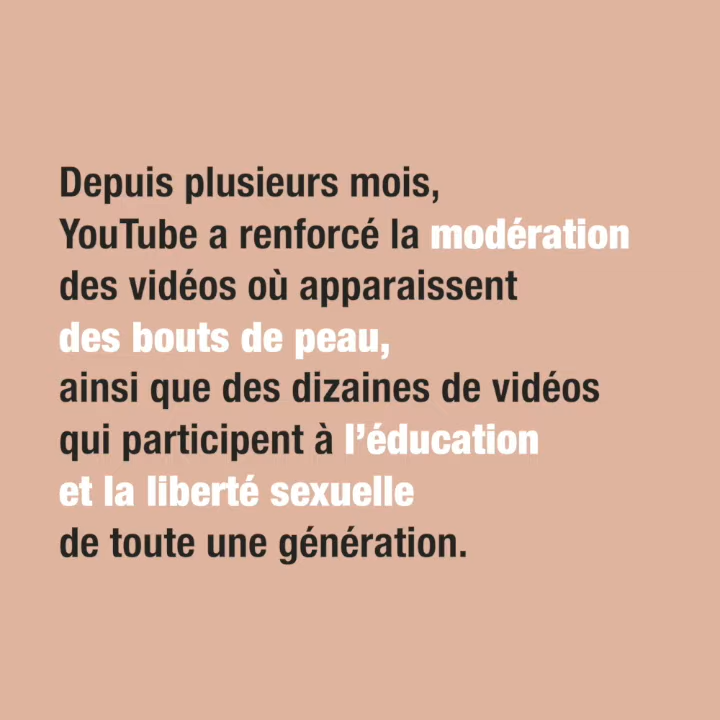 Depuis plusieurs mois,
YouTube a renforcé la modération
des vidéos où apparaissent
des bouts de peau,
ainsi que des dizaines de vidéos
qui participent à l’éducation
et la liberté sexuelle
de toute une génération.